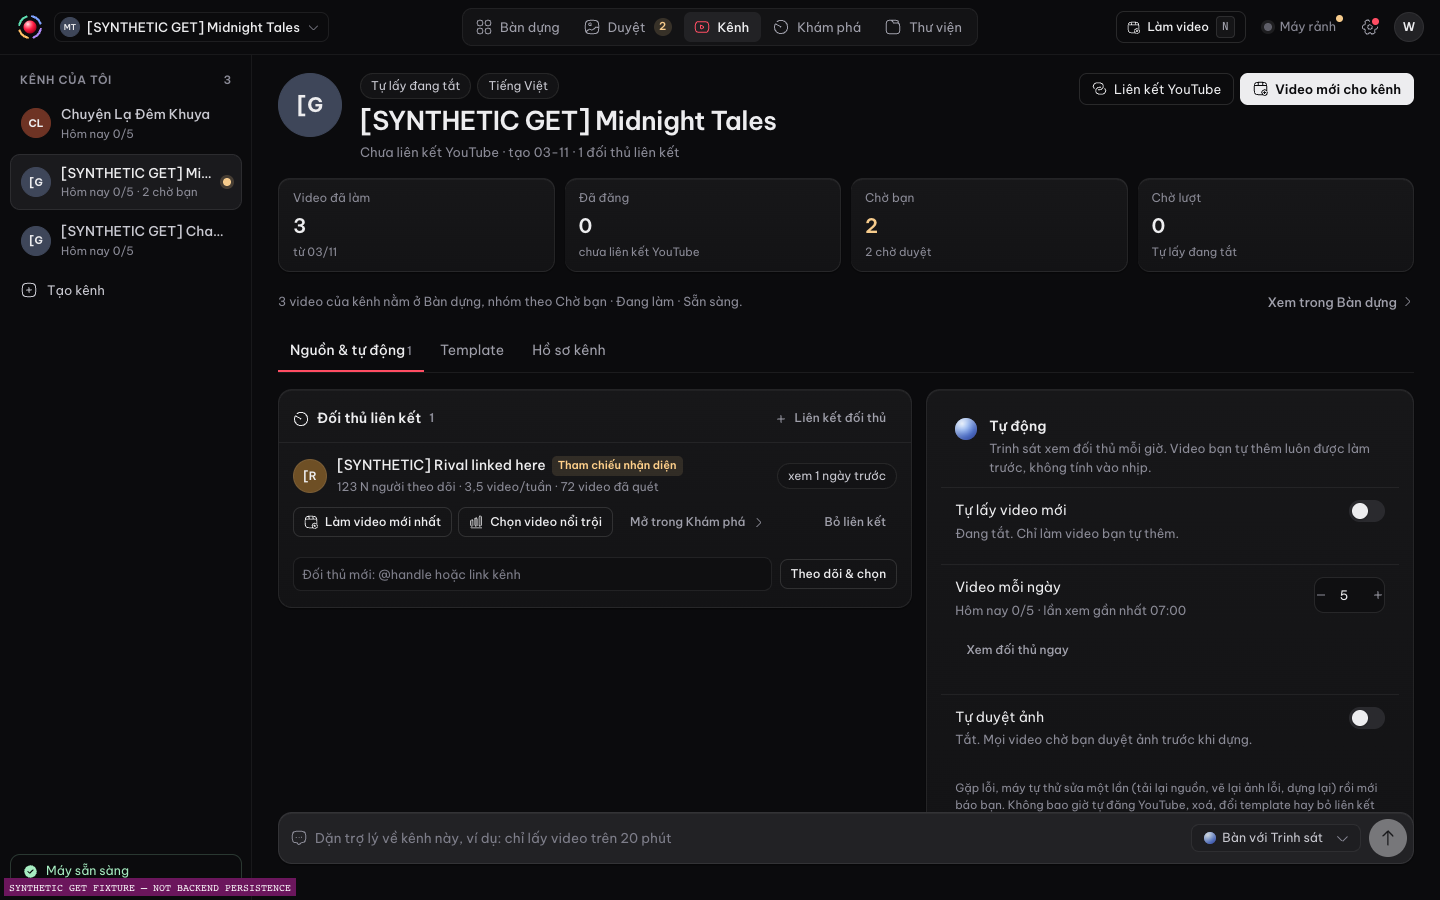 MT [SYNTHETIC GET] Midnight Tales
Bàn dựng
Duyệt 2
Kênh
Khám phá
Thư viện
Làm video N
Máy rảnh
W
KÊNH CỦA TÔI 3
CL
Chuyện Lạ Đêm Khuya
Hôm nay 0/5
[G
[SYNTHETIC GET] Mi...
Hôm nay 0/5 · 2 chờ bạn
[G
[SYNTHETIC GET] Cha...
Hôm nay 0/5
Tạo kênh
Máy sẵn sàng
SYNTHETIC GET FIXTURE — NOT BACKEND PERSISTENCE
[G
Tự lấy đang tắt
Tiếng Việt
[SYNTHETIC GET] Midnight Tales
Chưa liên kết YouTube · tạo 03-11 · 1 đối thủ liên kết
Liên kết YouTube
Video mới cho kênh
Video đã làm
3
từ 03/11
Đã đăng
0
chưa liên kết YouTube
Chờ bạn
2
2 chờ duyệt
Chờ lượt
0
Tự lấy đang tắt
3 video của kênh nằm ở Bàn dựng, nhóm theo Chờ bạn · Đang làm · Sẵn sàng.
Xem trong Bàn dựng
Nguồn & tự động 1
Template
Hồ sơ kênh
Đối thủ liên kết 1
+ Liên kết đối thủ
[R
[SYNTHETIC] Rival linked here
Tham chiếu nhận diện
123 N người theo dõi · 3,5 video/tuần · 72 video đã quét
xem 1 ngày trước
Làm video mới nhất
Chọn video nổi trội
Mở trong Khám phá
Bỏ liên kết
Đối thủ mới: @handle hoặc link kênh
Theo dõi & chọn
Tự động
Trinh sát xem đối thủ mỗi giờ. Video bạn tự thêm luôn được làm
trước, không tính vào nhịp.
Tự lấy video mới
Đang tắt. Chỉ làm video bạn tự thêm.
Video mỗi ngày
Hôm nay 0/5 · lần xem gần nhất 07:00
− 5 +
Xem đối thủ ngay
Tự duyệt ảnh
Tắt. Mọi video chờ bạn duyệt ảnh trước khi dựng.
Gặp lỗi, máy tự thử sửa một lần (tải lại nguồn, vẽ lại ảnh lỗi, dựng lại) rồi mới
báo bạn. Không bao giờ tự đăng YouTube, xoá, đổi template hay bỏ liên kết
Dặn trợ lý về kênh này, ví dụ: chỉ lấy video trên 20 phút
Bàn với Trinh sát